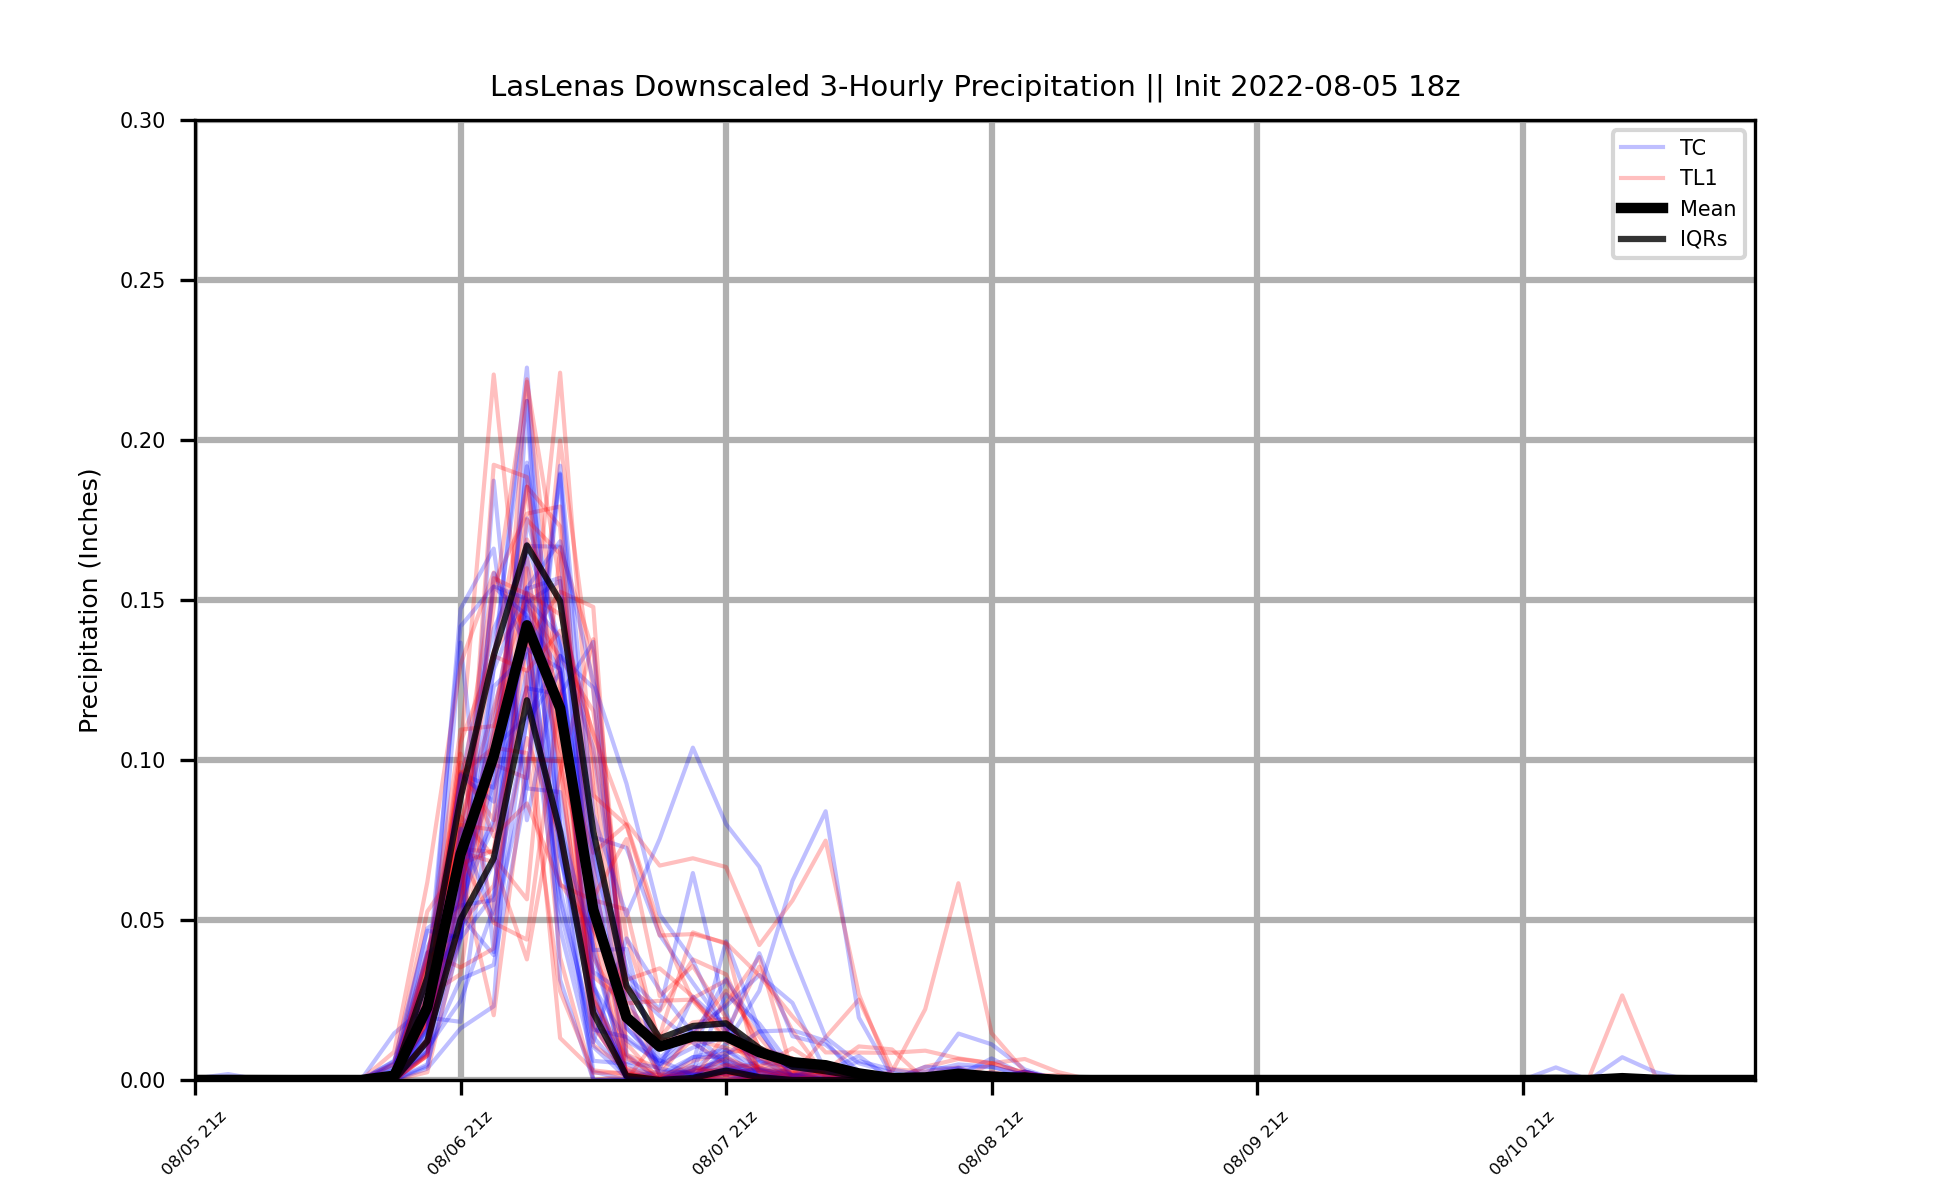 LasLenas Downscaled 3-Hourly Precipitation || Init 2022-08-05 18z
Precipitation (Inches)
0.30
0.25
0.20
0.15
0.10
0.05
0.00
TC
TL1
Mean
IQRs
08/05 21z
08/06 21z
08/07 21z
08/08 21z
08/09 21z
08/10 21z